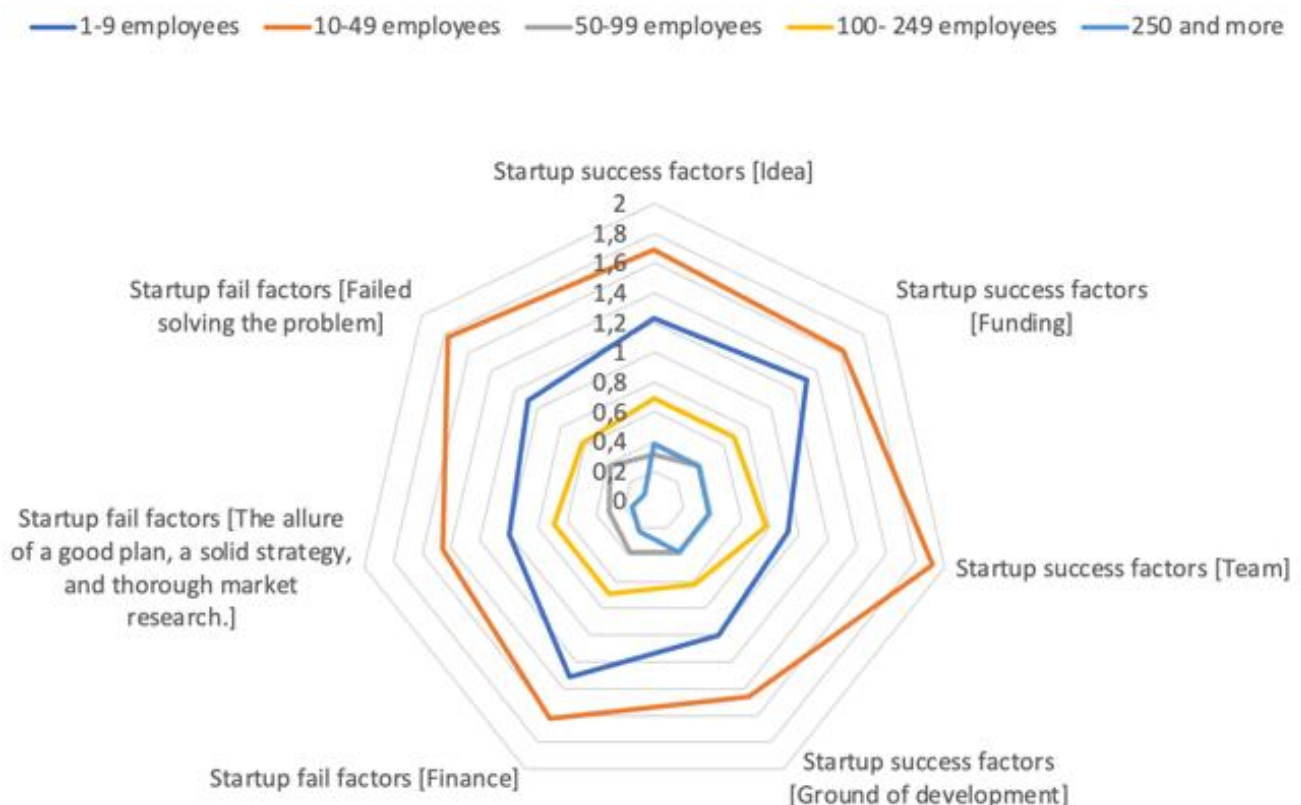 1-9 employees 10-49 employees 50-99 employees 100- 249 employees 250 and more
Startup success factors [Idea]
2
1,8
1,6
1,4
1,2
1
0,8
0,6
0,4
0,2
0
Startup success factors
[Funding]
Startup success factors [Team]
Startup success factors
[Ground of development]
Startup fail factors [Finance]
Startup fail factors [The allure
of a good plan, a solid strategy,
and thorough market
research.]
Startup fail factors [Failed
solving the problem]